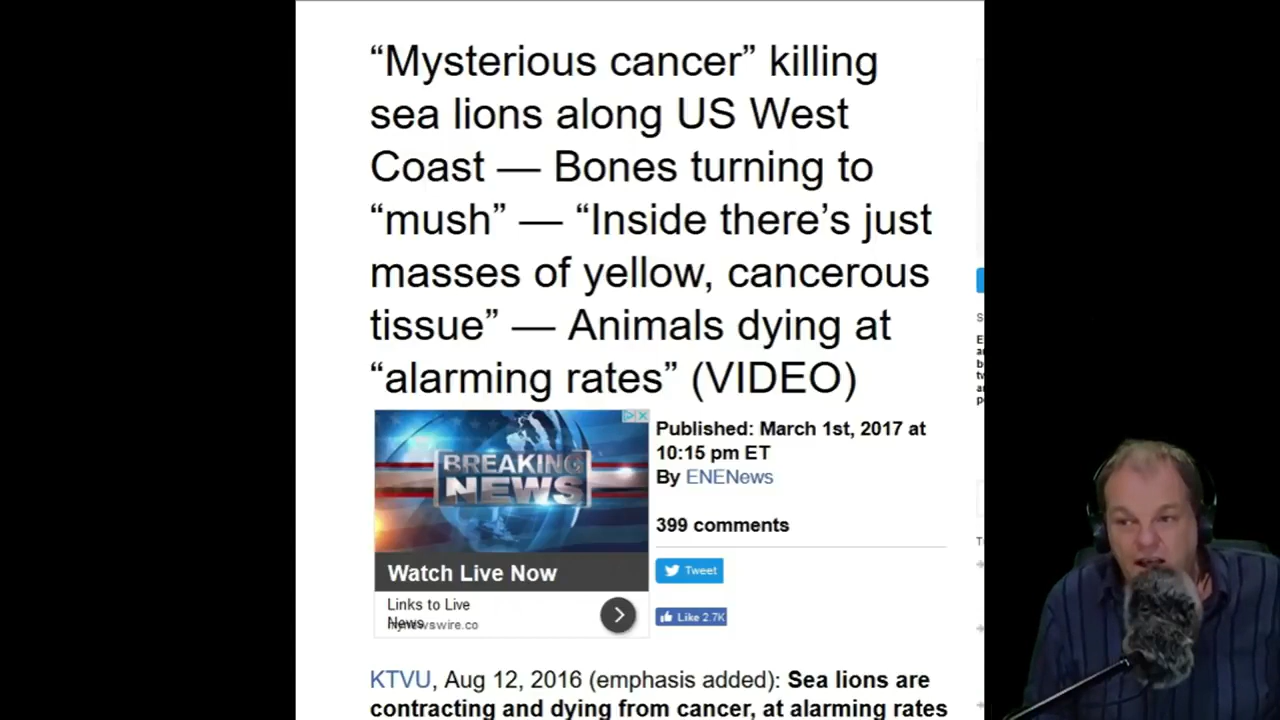 “Mysterious cancer” killing
sea lions along US West
Coast — Bones turning to
“mush” — “Inside there’s just
masses of yellow, cancerous
tissue” — Animals dying at
“alarming rates” (VIDEO)
BREAKING
NEWS
Watch Live Now
Links to Live
News
mynewswire.co
Published: March 1st, 2017 at
10:15 pm ET
By ENENews
399 comments
Tweet
Like 2.7K
KTVU, Aug 12, 2016 (emphasis added): Sea lions are
contracting and dying from cancer, at alarming rates